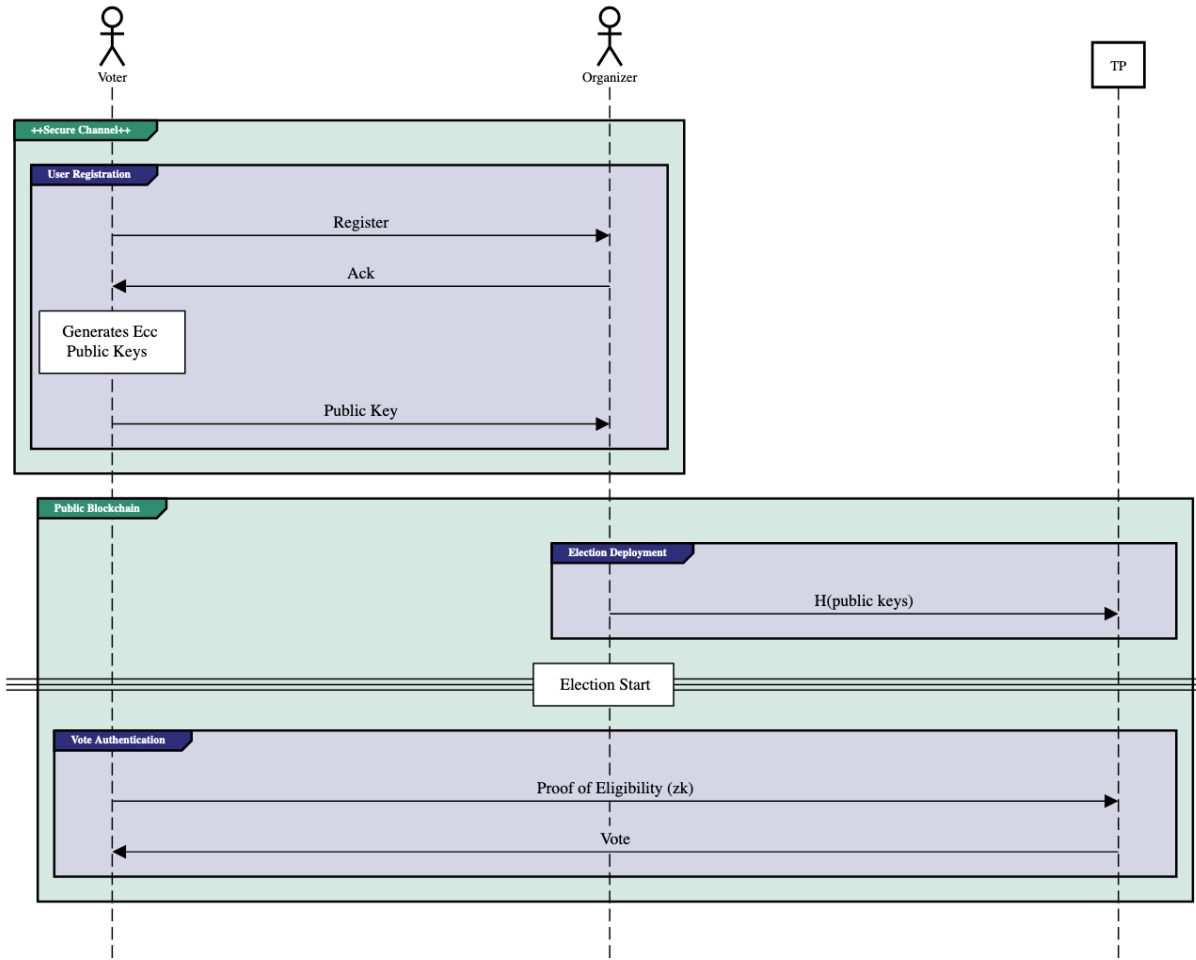 Voter
Organizer
TP
++Secure Channel++
User Registration
Register
Ack
Generates Ecc
Public Keys
Public Key
Public Blockchain
Election Deployment
H(public keys)
Election Start
Vote Authentication
Proof of Eligibility (zk)
Vote